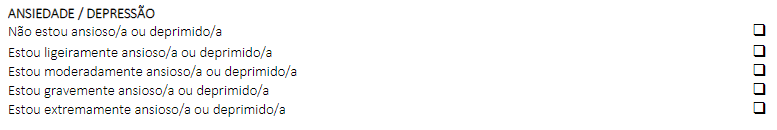 ANSIEDADE / DEPRESSÃO
Não estou ansioso/a ou deprimido/a
Estou ligeiramente ansioso/a ou deprimido/a
Estou moderadamente ansioso/a ou deprimido/a
Estou gravemente ansioso/a ou deprimido/a
Estou extremamente ansioso/a ou deprimido/a